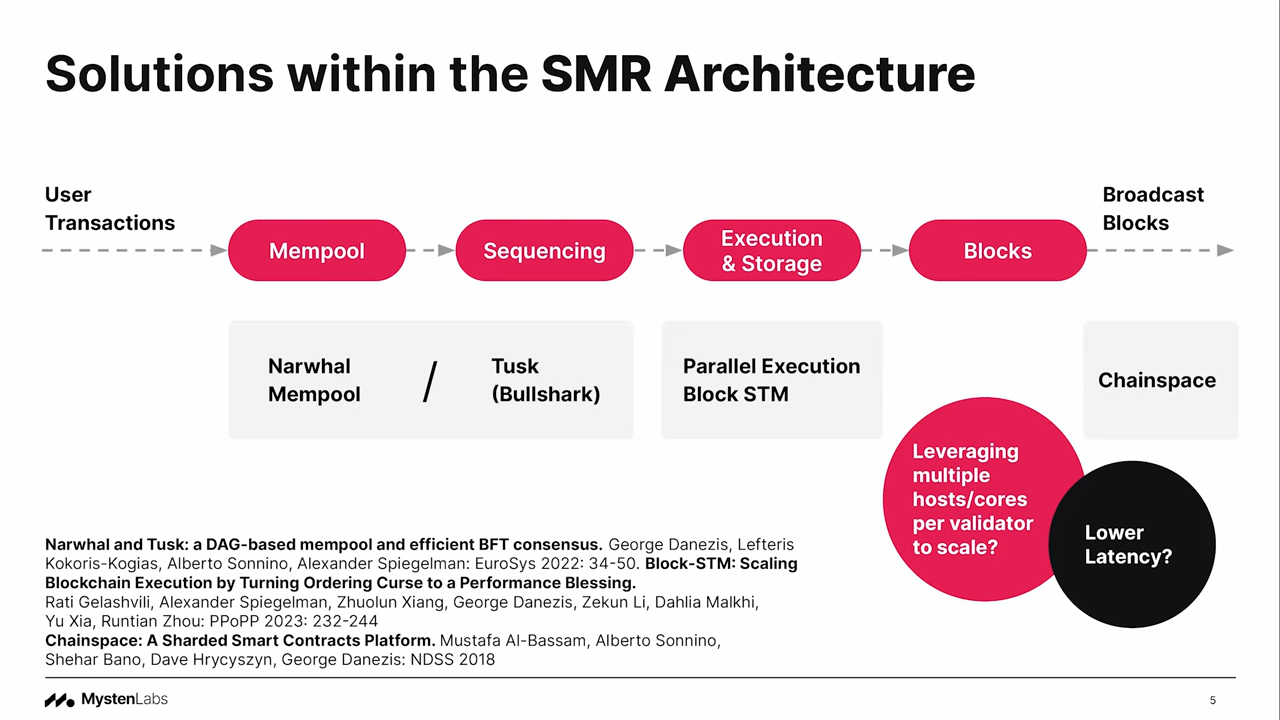 Solutions within the SMR Architecture
User
Transactions
Mempool
Sequencing
Execution
& Storage
Blocks
Broadcast
Blocks
Narwhal
Mempool
/
Tusk
(Bullshark)
Parallel Execution
Block STM
Chainspace
Leveraging
multiple
hosts/cores
per validator
to scale?
Lower
Latency?
Narwhal and Tusk: a DAG-based mempool and efficient BFT consensus. George Danezis, Lefteris
Kokoris-Kogias, Alberto Sonnino, Alexander Spiegelman: EuroSys 2022: 34-50. Block-STM: Scaling
Blockchain Execution by Turning Ordering Curse to a Performance Blessing.
Rati Gelashvili, Alexander Spiegelman, Zhuolun Xiang, George Danezis, Zekun Li, Dahlia Malkhi,
Yu Xia, Runtian Zhou: PPoPP 2023: 232-244
Chainspace: A Sharded Smart Contracts Platform. Mustafa Al-Bassam, Alberto Sonnino,
Shehar Bano, Dave Hrycyszyn, George Danezis: NDSS 2018
MystenLabs
5